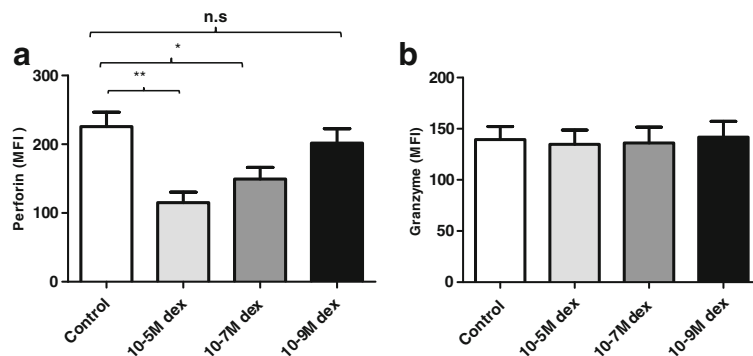 n.s
a
*
**
Perforin (MFI )
300
200
100
0
Control
10-5M dex
10-7M dex
10-9M dex
b
Granzyme (MFI)
200
150
100
50
0
Control
10-5M dex
10-7M dex
10-9M dex